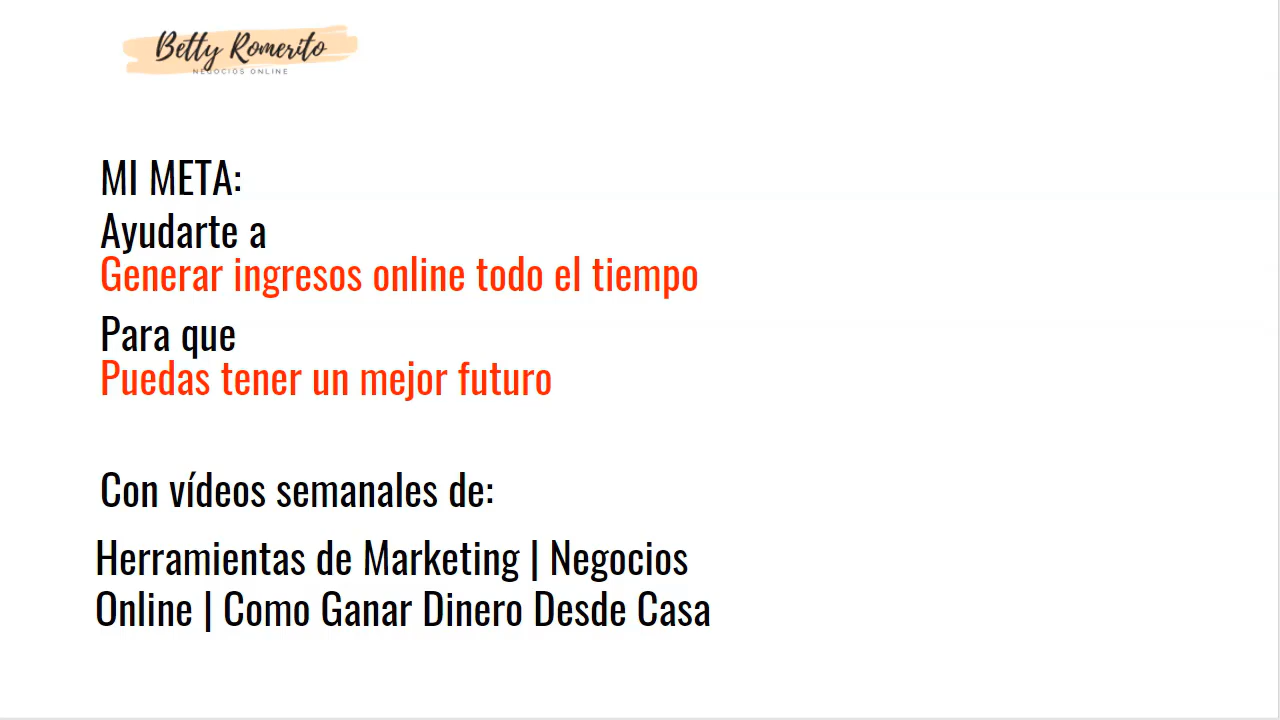 Betty Romerito
NEGOCIOS ONLINE
MI META:
Ayudarte a
Generar ingresos online todo el tiempo
Para que
Puedas tener un mejor futuro
Con vídeos semanales de:
Herramientas de Marketing | Negocios
Online | Como Ganar Dinero Desde Casa